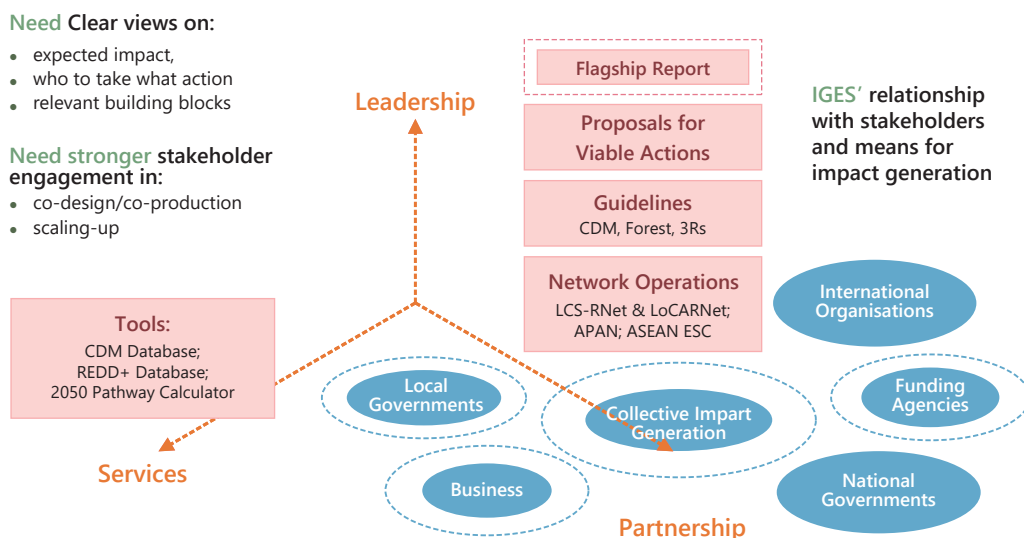 Need Clear views on:
• expected impact,
• who to take what action
• relevant building blocks
Need stronger stakeholder
engagement in:
• co-design/co-production
• scaling-up
Leadership
Flagship Report
Proposals for
Viable Actions
Guidelines
CDM, Forest, 3Rs
Network Operations
LCS-RNet & LoCARNet;
APAN; ASEAN ESC
IGES’ relationship
with stakeholders
and means for
impact generation
Tools:
CDM Database;
REDD+ Database;
2050 Pathway Calculator
Services
International
Organisations
Local
Governments
Collective Impart
Generation
Funding
Agencies
Business
National
Governments
Partnership